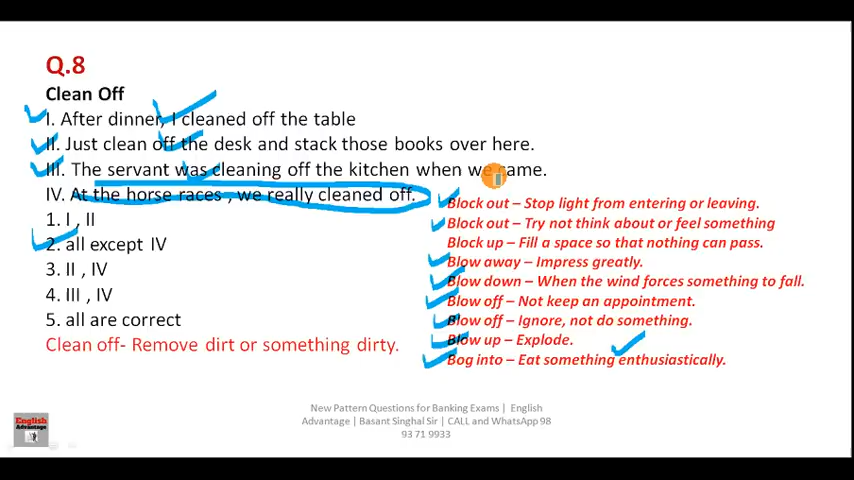 Q.8
Clean Off
I. After dinner, I cleaned off the table
II. Just clean off the desk and stack those books over here.
III. The servant was cleaning off the kitchen when we came.
IV. At the horse races , we really cleaned off.
1. I , II
2. all except IV
3. II , IV
4. III , IV
5. all are correct
Clean off- Remove dirt or something dirty.
Block out – Stop light from entering or leaving.
Block out – Try not think about or feel something
Block up – Fill a space so that nothing can pass.
Blow away – Impress greatly.
Blow down – When the wind forces something to fall.
Blow off – Not keep an appointment.
Blow off – Ignore, not do something.
Blow up – Explode.
Bog into – Eat something enthusiastically.
New Pattern Questions for Banking Exams | English
Advantage | Basant Singhal Sir | CALL and WhatsApp 98
93 71 9933
English
Advantage